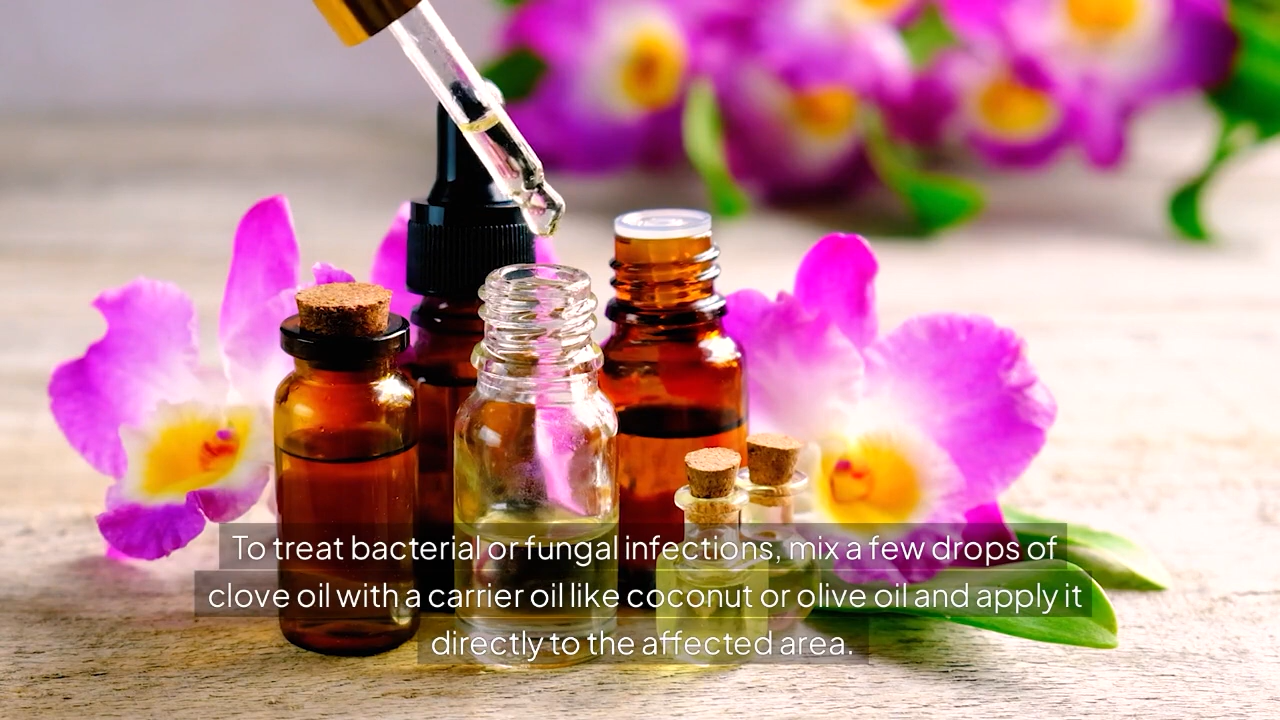 To treat bacterial or fungal infections, mix a few drops of
clove oil with a carrier oil like coconut or olive oil and apply it
directly to the affected area.